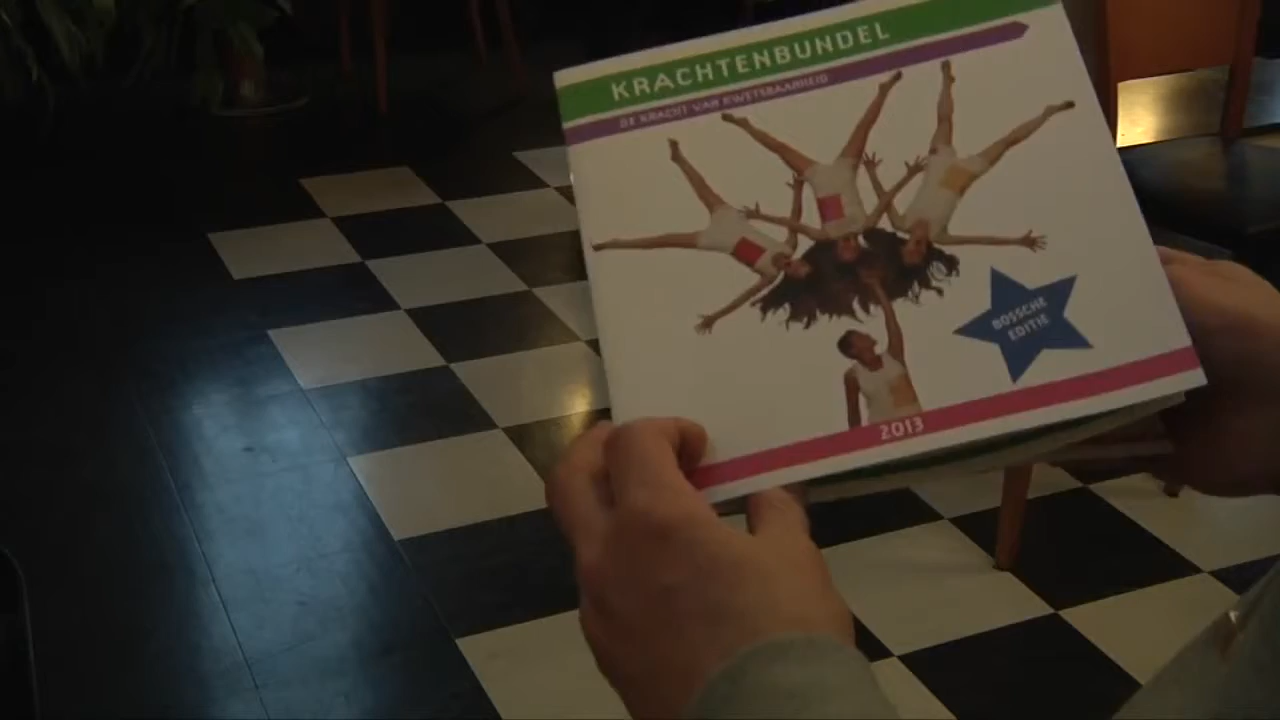 KRACHTENBUNDEL
DE KRACHT VAN KWETSBAARHEID
BOSSCHE
EDITIE
2013